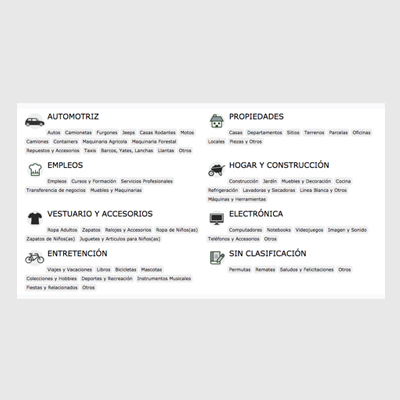 AUTOMOTRIZ
Autos Camionetas Furgones Jeeps Casas Rodantes Motos
Camiones Containers Maquinaria Agrícola Maquinaria Forestal
Repuestos y Accesorios Taxis Barcos, Yates, Lanchas Llantas Otros
PROPIEDADES
Casas Departamentos Sitios Terrenos Parcelas Oficinas
Locales Piezas y Otros
EMPLEOS
Empleos Cursos y Formación Servicios Profesionales
Transferencia de negocios Muebles y Maquinarias
HOGAR Y CONSTRUCCIÓN
Construcción Jardín Muebles y Decoración Cocina
Refrigeración Lavadoras y Secadoras Linea Blanca y Otros
Máquinas y Herramientas
VESTUARIO Y ACCESORIOS
Ropa Adultos Zapatos Relojes y Accesorios Ropa de Niños(as)
Zapatos de Niños(as) Juguetes y Artículos para Niños(as)
ELECTRÓNICA
Computadores Notebooks Videojuegos Imagen y Sonido
Teléfonos y Accesorios Otros
ENTRETENCIÓN
Viajes y Vacaciones Libros Bicicletas Mascotas
Colecciones y Hobbies Deportes y Recreación Instrumentos Musicales
Fiestas y Relacionados Otros
SIN CLASIFICACIÓN
Permutas Remates Saludos y Felicitaciones Otros